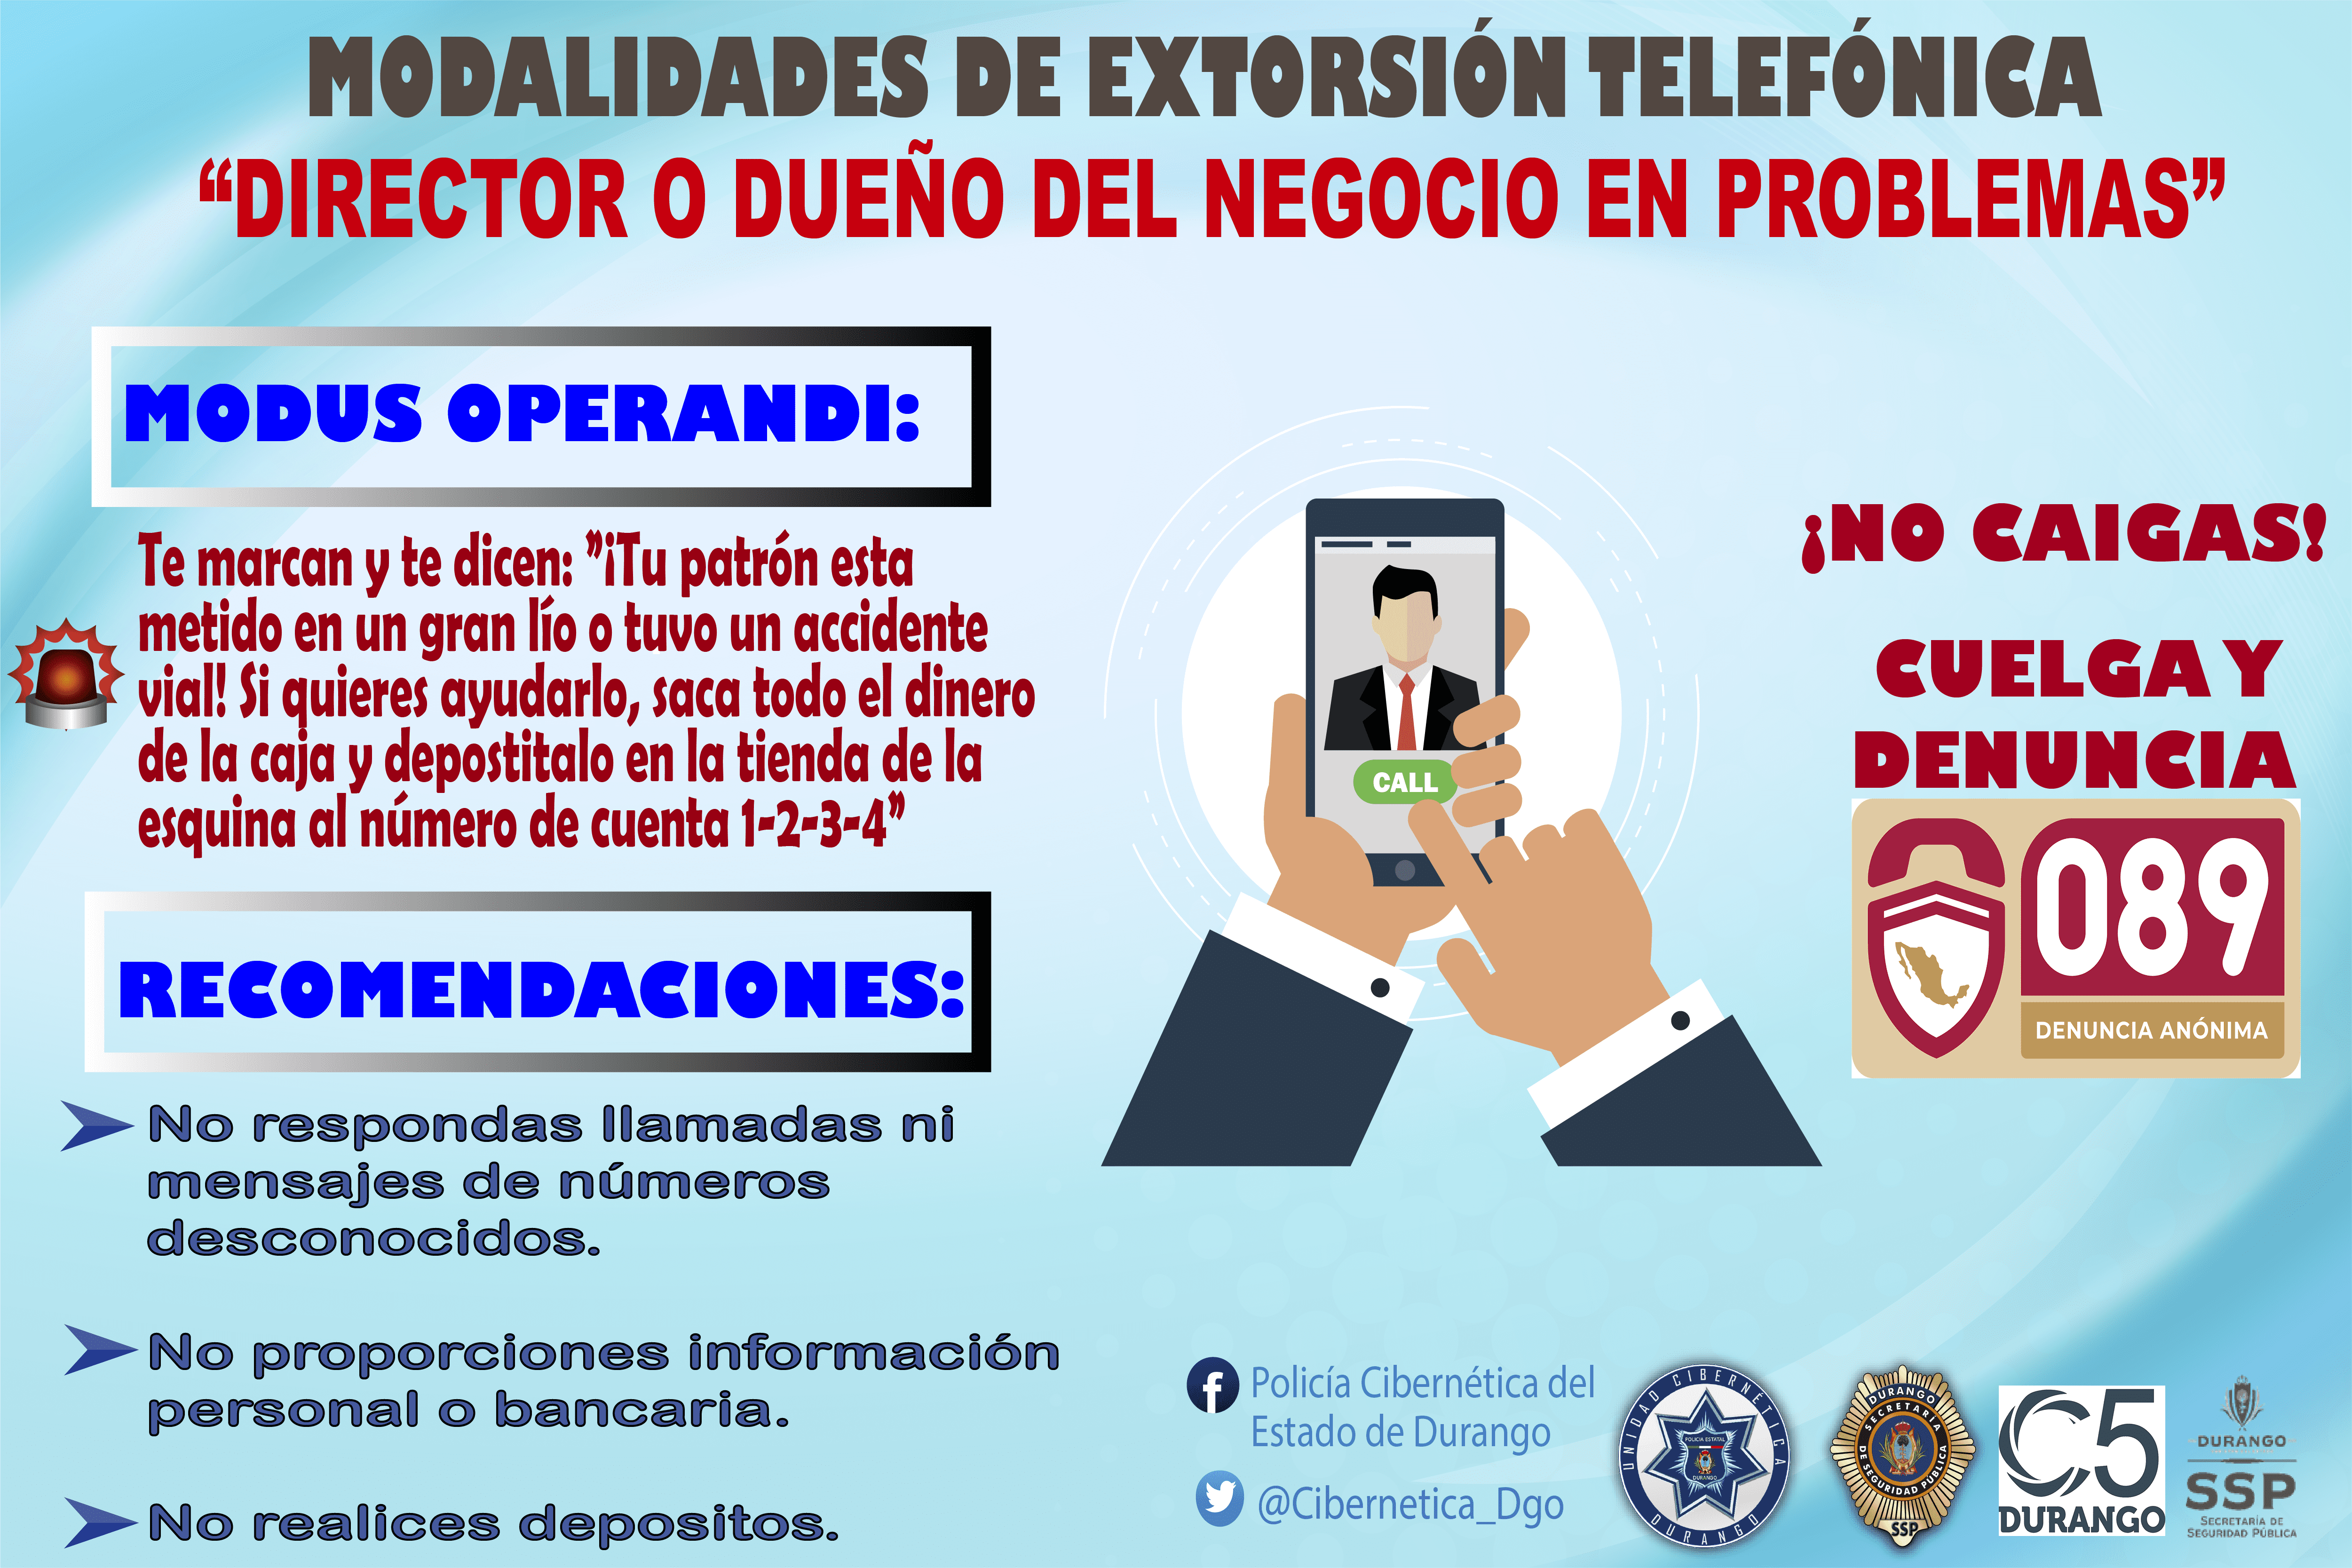 MODALIDADES DE EXTORSIÓN TELEFÓNICA
“DIRECTOR O DUEÑO DEL NEGOCIO EN PROBLEMAS”
MODUS OPERANDI:
Te marcan y te dicen: ”¡Tu patrón esta
metido en un gran lío o tuvo un accidente
vial! Si quieres ayudarlo, saca todo el dinero
de la caja y depostitalo en la tienda de la
esquina al número de cuenta 1-2-3-4”
RECOMENDACIONES:
No respondas llamadas ni
mensajes de números
desconocidos.
No proporciones información
personal o bancaria.
No realices depositos.
CALL
¡NO CAIGAS!
CUELGA Y
DENUNCIA
089
DENUNCIA ANÓNIMA
Policía Cibernética del
Estado de Durango
@Cibernetica_Dgo
UNIDAD CIBERNÉTICA
POLICIA ESTATAL
DURANGO
DURANGO
DURANGO
SECRETARÍA
DE SEGURIDAD PÚBLICA
SSP
C5
DURANGO
DURANGO
SSP
SECRETARÍA DE
SEGURIDAD PÚBLICA